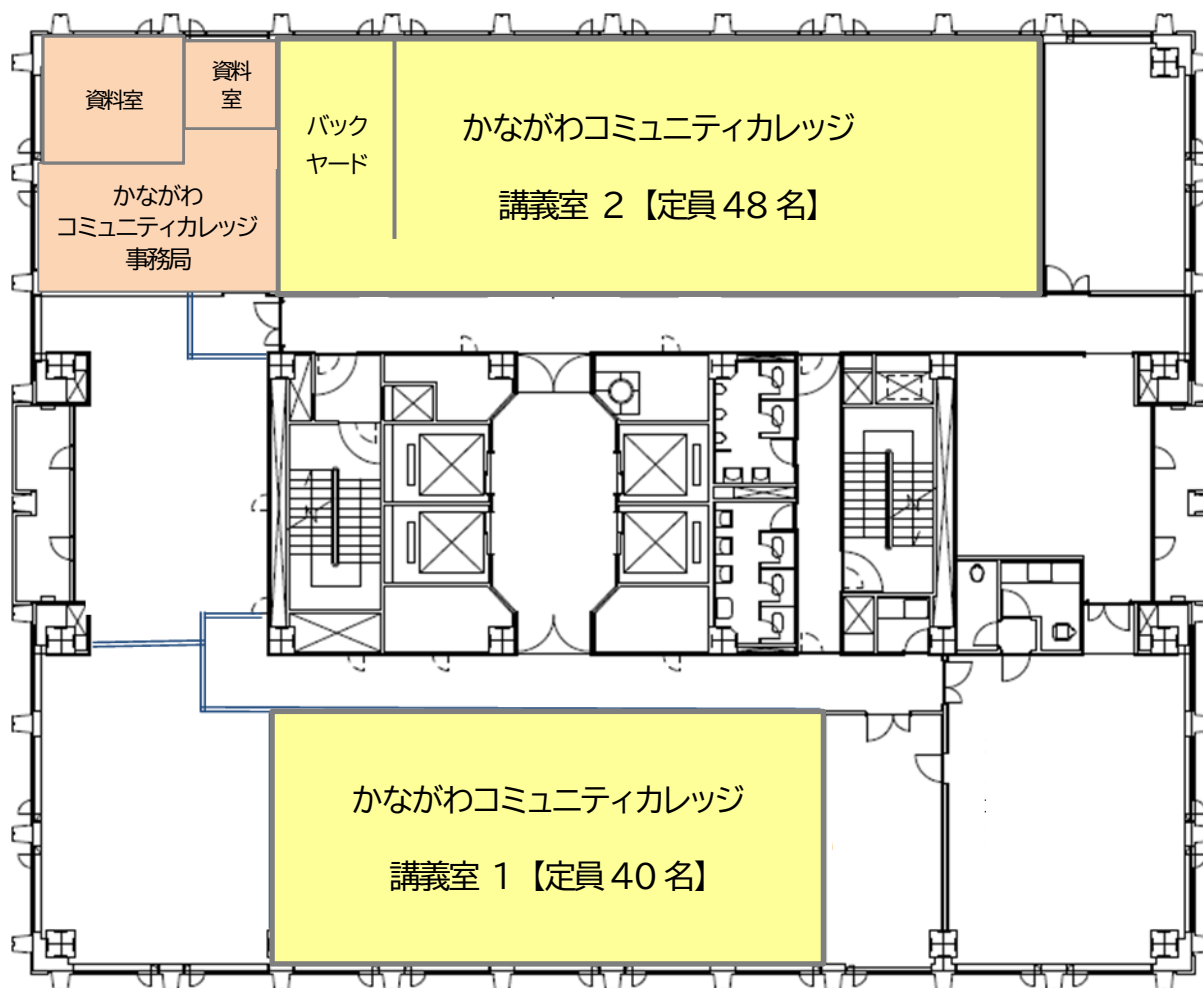 資料室
資料
室
かながわ
コミュニティカレッジ
事務局
バック
ヤード
かながわコミュニティカレッジ
講義室 2【定員 48 名】
かながわコミュニティカレッジ
講義室 1【定員 40 名】